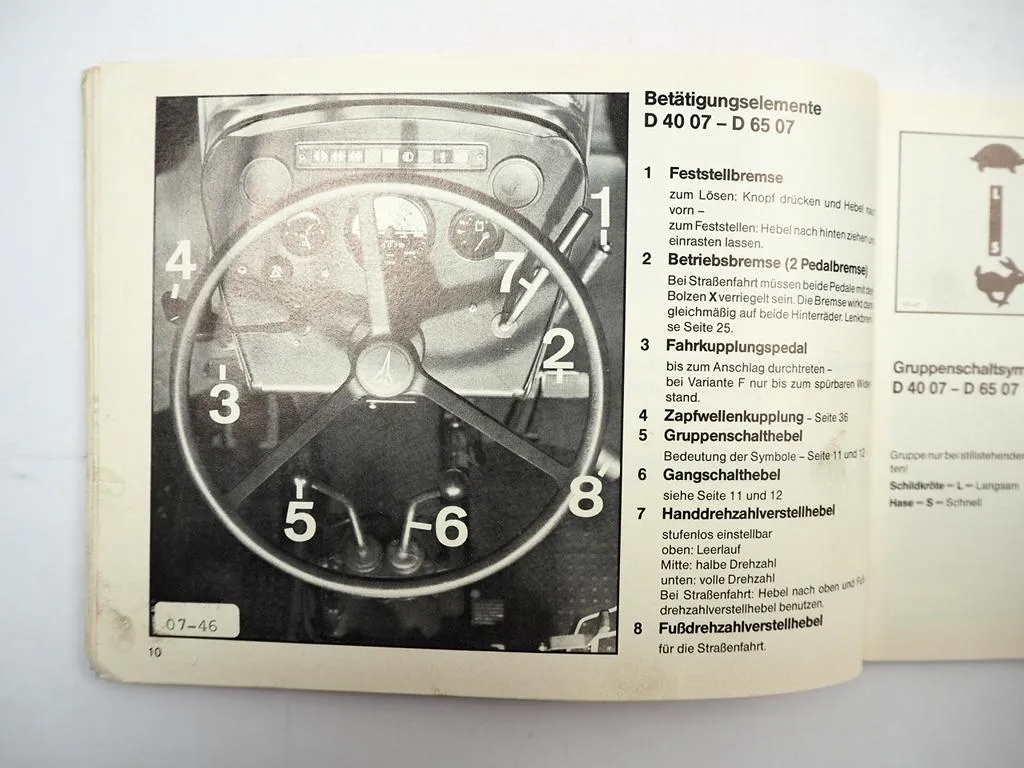 Betätigungselemente
D 40 07 – D 65 07
1 Feststellbremse
zum Lösen: Knopf drücken und Hebel nach
vorn –
zum Feststellen: Hebel nach hinten ziehen und
einrasten lassen.
2 Betriebsbremse (2 Pedalbremse)
Bei Straßenfahrt müssen beide Pedale mit dem
Bolzen X verriegelt sein. Die Bremse wirkt dann
gleichmäßig auf beide Hinterräder. Lenkbrem
se Seite 25.
3 Fahrkupplungspedal
bis zum Anschlag durchtreten –
bei Variante F nur bis zum spürbaren Wider
stand.
4 Zapfwellenkupplung – Seite 36
5 Gruppenschalthebel
Bedeutung der Symbole – Seite 11 und 12
6 Gangschalthebel
siehe Seite 11 und 12
7 Handdrehzahlverstellhebel
stufenlos einstellbar
oben: Leerlauf
Mitte: halbe Drehzahl
unten: volle Drehzahl
Bei Straßenfahrt: Hebel nach oben und Fuß-
drehzahlverstellhebel benutzen.
8 Fußdrehzahlverstellhebel
für die Straßenfahrt.
1
4
7
2
3
5
6
8
07–46
10
L
S
Gruppenschaltsym
D 40 07 – D 65 07
Gruppe nur bei stillstehenden
ten!
Schildkröte – L – Langsam
Hase – S – Schnell